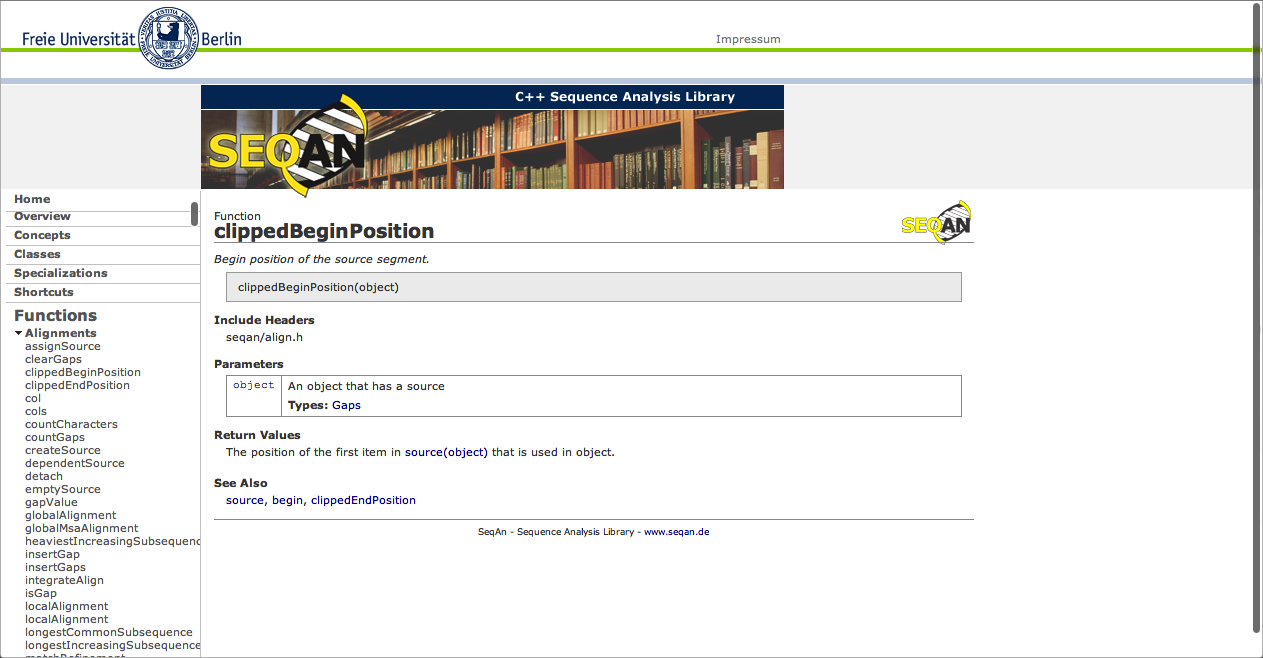 Freie Universität Berlin
Impressum
C++ Sequence Analysis Library
SEQAN
Home
Overview
Concepts
Classes
Specializations
Shortcuts
Functions
Alignments
assignSource
clearGaps
clippedBeginPosition
clippedEndPosition
col
cols
countCharacters
countGaps
createSource
dependentSource
detach
emptySource
gapValue
globalAlignment
globalMsaAlignment
heaviestIncreasingSubsequenc
insertGap
insertGaps
integrateAlign
isGap
localAlignment
localAlignment
longestCommonSubsequence
longestIncreasingSubsequence
matchRefinement
Function
SEQAN
clippedBeginPosition
Begin position of the source segment.
clippedBeginPosition(object)
Include Headers
seqan/align.h
Parameters
object An object that has a source
Types: Gaps
Return Values
The position of the first item in source(object) that is used in object.
See Also
source, begin, clippedEndPosition
SeqAn - Sequence Analysis Library - www.seqan.de